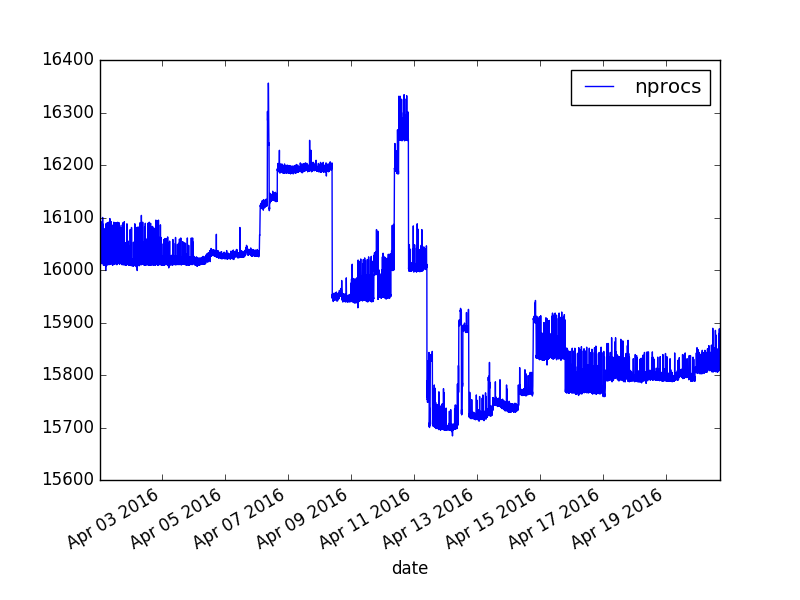 16400
16300
16200
16100
16000
15900
15800
15700
15600
nprocs
Apr 03 2016
Apr 05 2016
Apr 07 2016
Apr 09 2016
Apr 11 2016
Apr 13 2016
Apr 15 2016
Apr 17 2016
Apr 19 2016
date